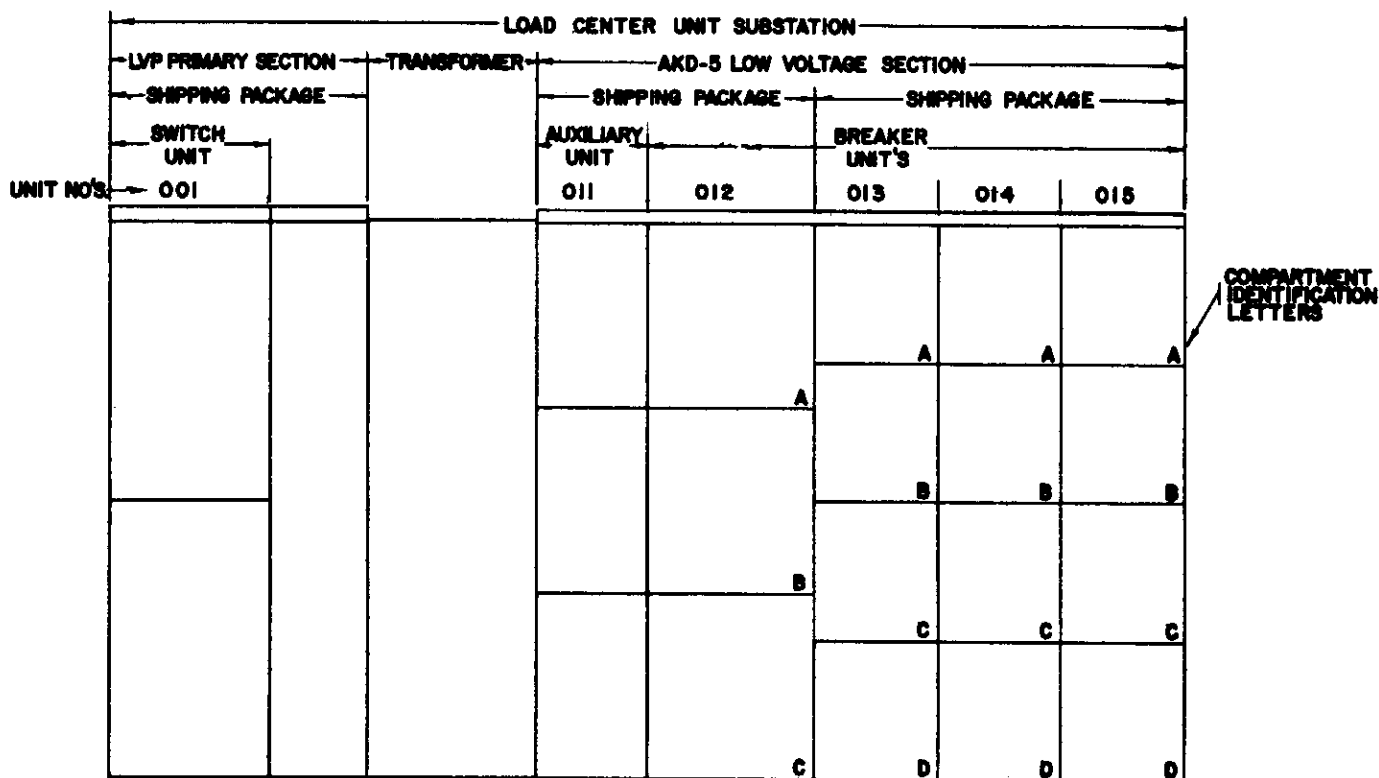 LOAD CENTER UNIT SUBSTATION
LVP PRIMARY SECTION TRANSFORMER AKD-5 LOW VOLTAGE SECTION
SHIPPING PACKAGE SHIPPING PACKAGE SHIPPING PACKAGE
SWITCH
UNIT
AUXILIARY
UNIT
BREAKER
UNIT'S
UNIT NO'S. 001 011 012 013 014 015
COMPARTMENT
IDENTIFICATION
LETTERS
A A A
A
B B B
B
C C C
C D D D